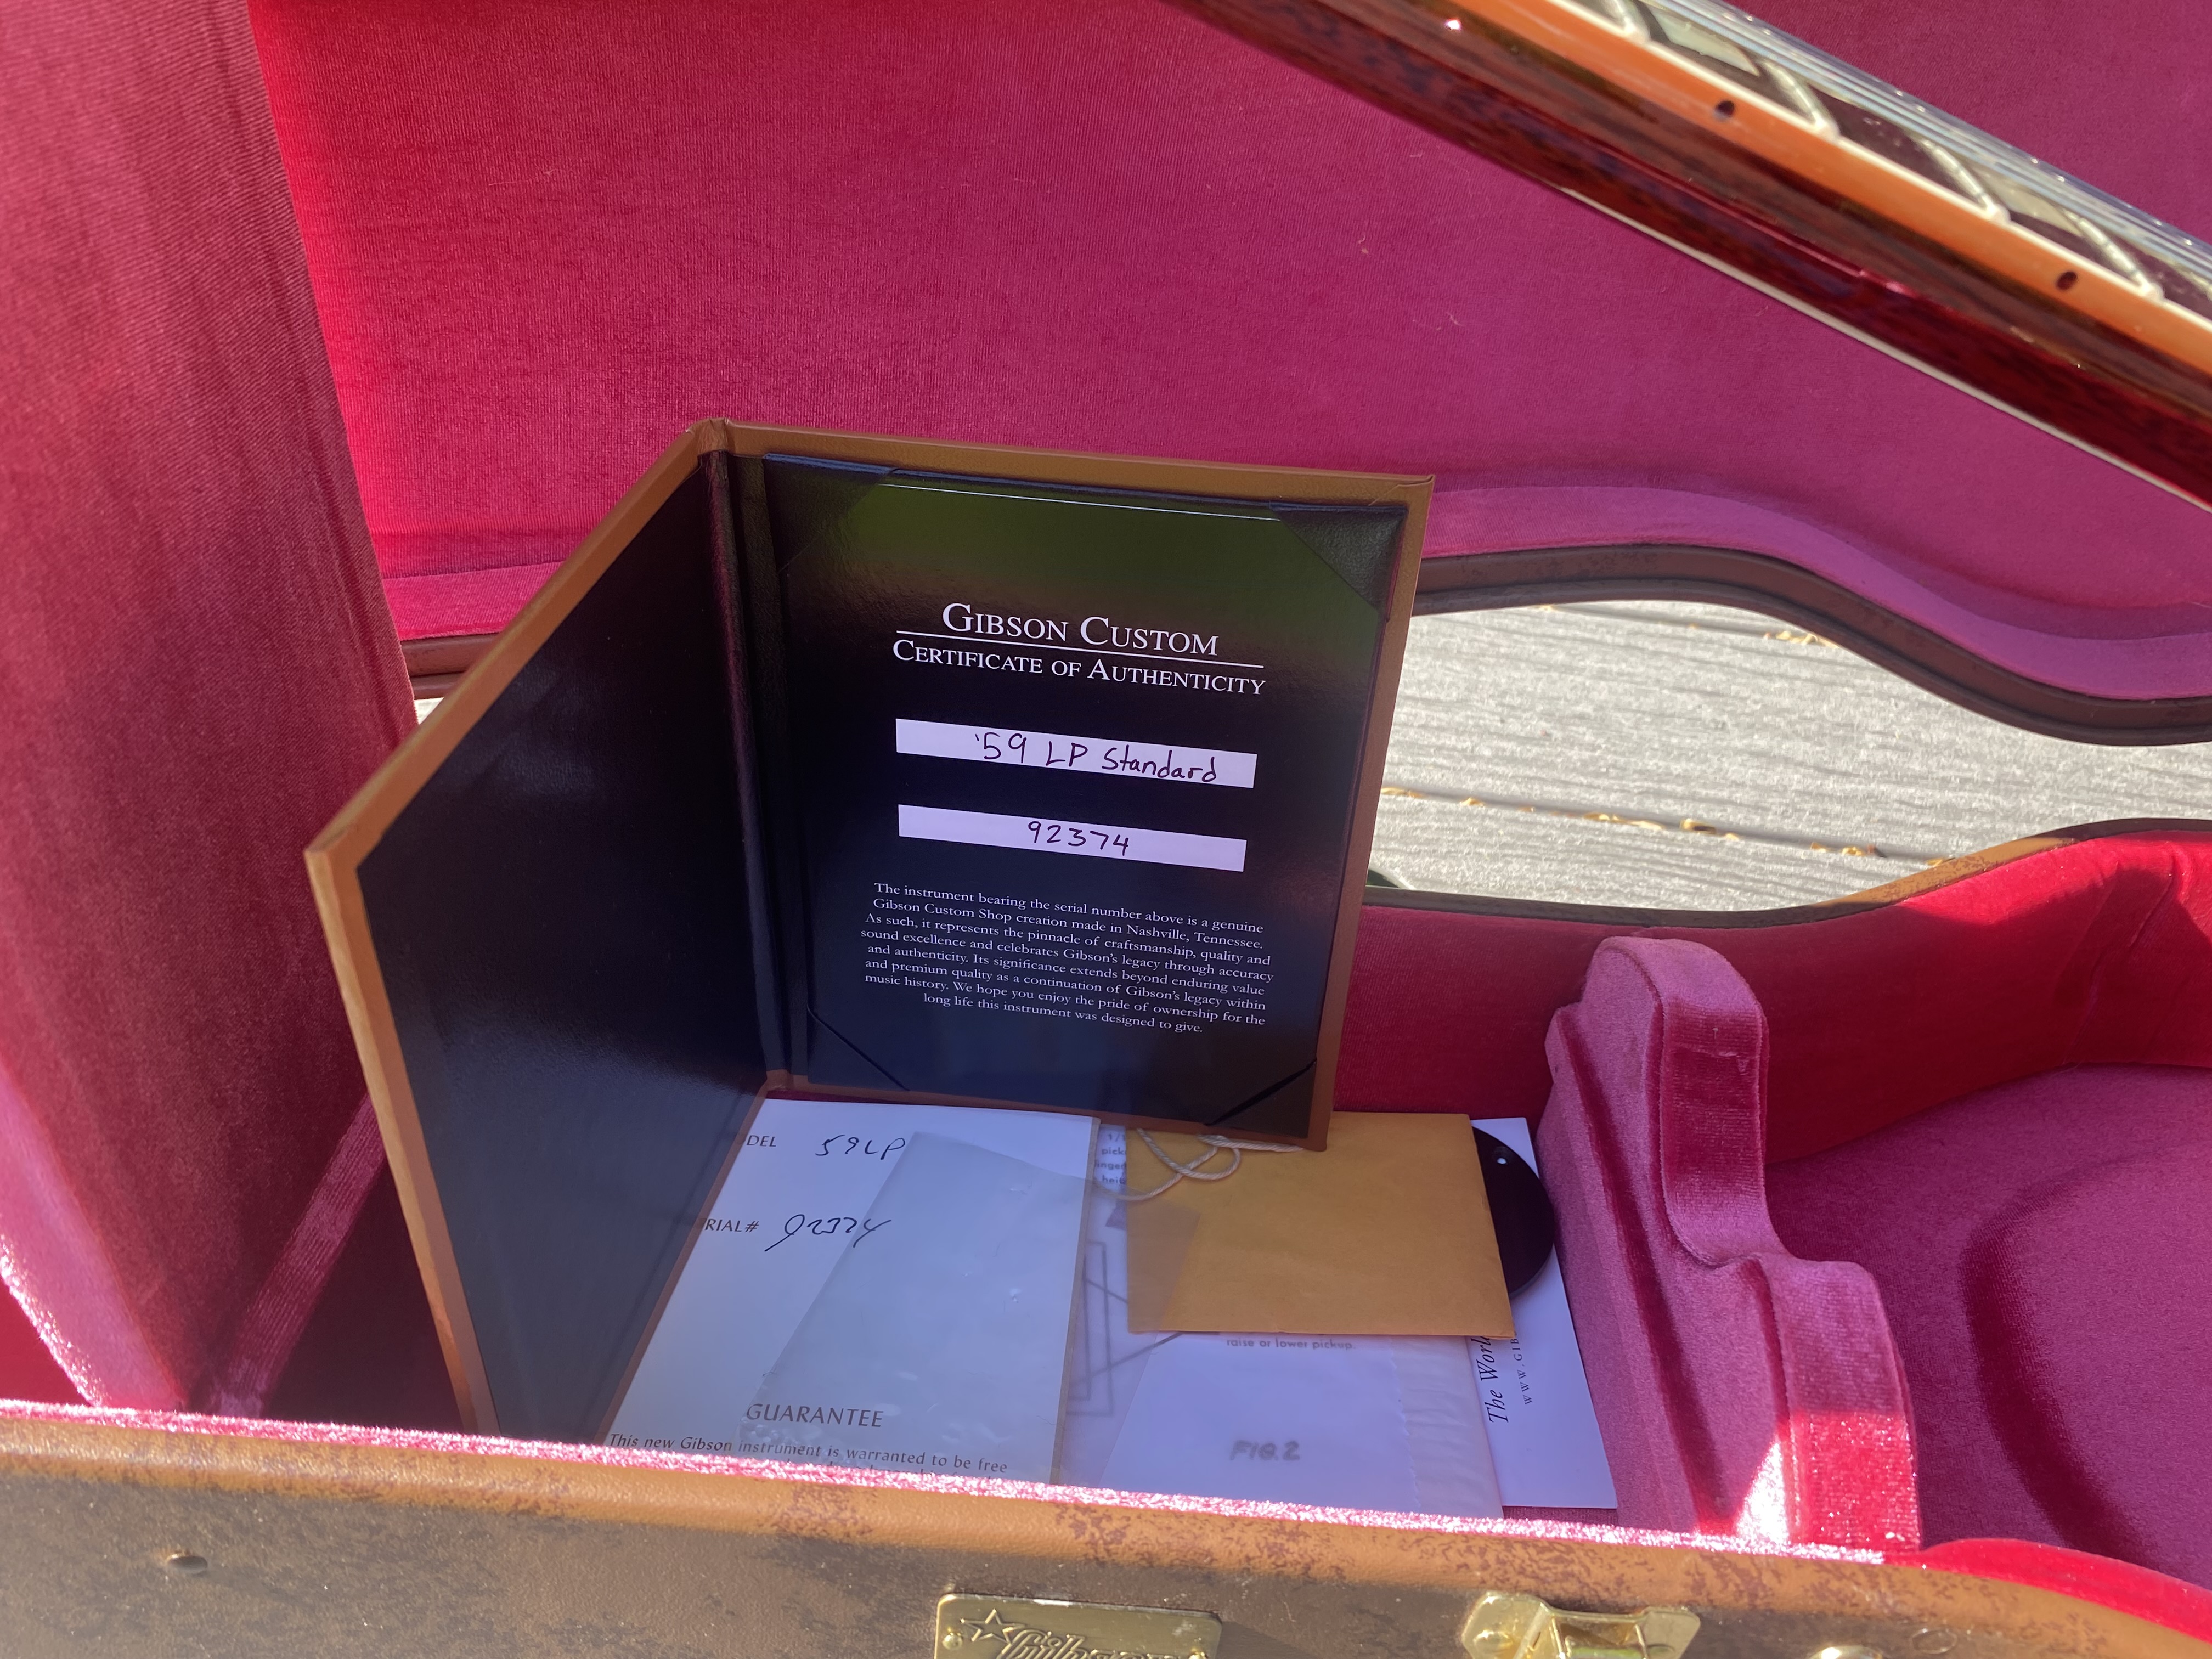 GIBSON CUSTOM
CERTIFICATE OF AUTHENTICITY
'59 LP Standard
92374
The instrument bearing the serial number above is a genuine
Gibson Custom Shop creation made in Nashville, Tennessee.
As such, it represents the pinnacle of craftsmanship, quality and
sound excellence and celebrates Gibson's legacy through accuracy
and authenticity. Its significance extends beyond enduring value
and premium quality as a continuation of Gibson's legacy within
music history. We hope you enjoy the pride of ownership for the
long life this instrument was designed to give.
DEL 59LP
RIAL# 92374
GUARANTEE
This new Gibson instrument is warranted to be free
raise or lower pickup.
FIG. 2
The
Gibson